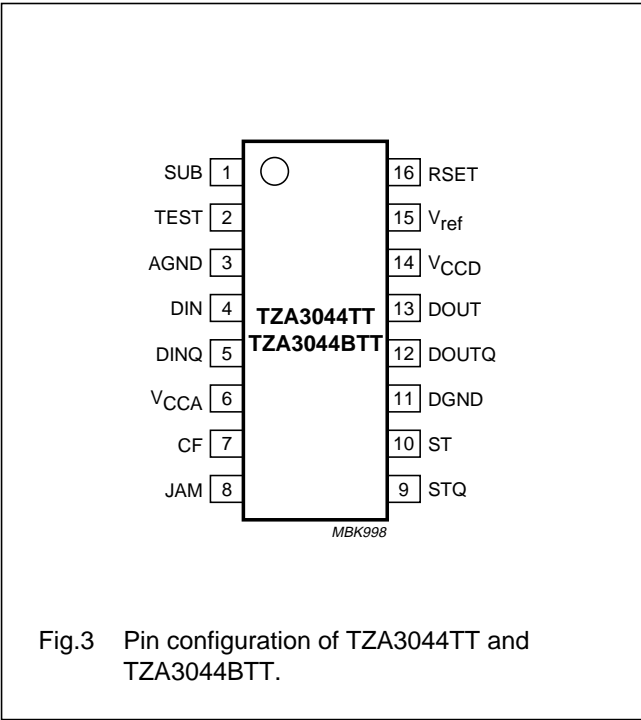 SUB 1 16 RSET
TEST 2 15 Vref
AGND 3 14 VCCD
DIN 4 13 DOUT
TZA3044TT
TZA3044BTT
DINQ 5 12 DOUTQ
VCCA 6 11 DGND
CF 7 10 ST
JAM 8 9 STQ
MBK998
Fig.3 Pin configuration of TZA3044TT and
TZA3044BTT.